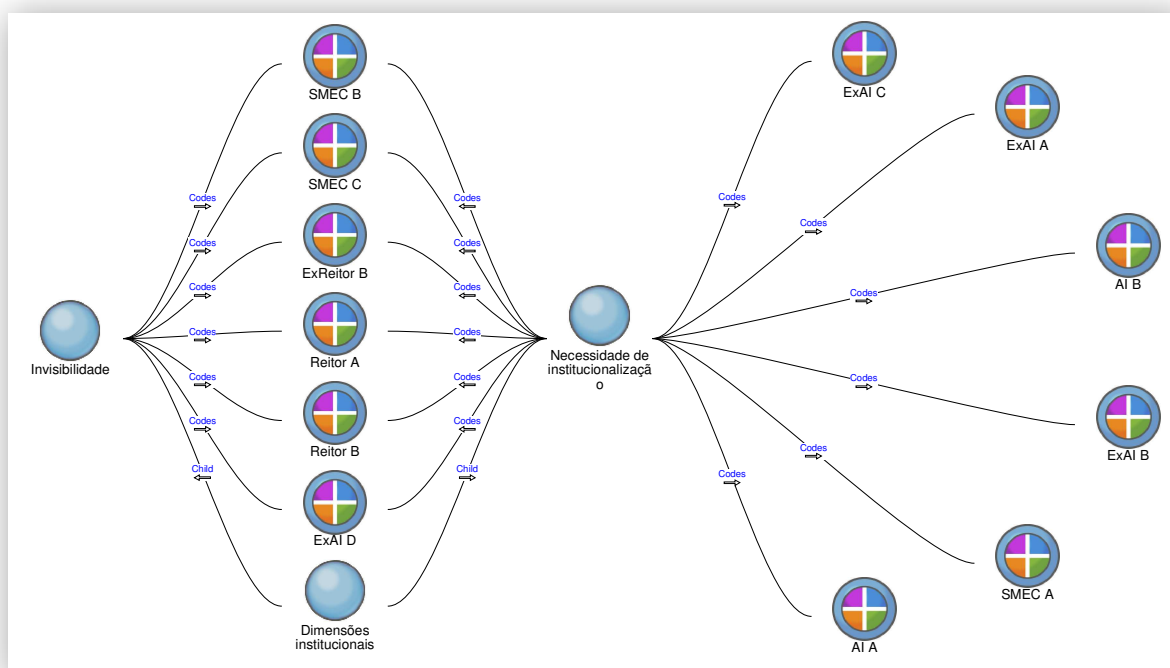 SMEC B
SMEC C
ExReitor B
Reitor A
Reitor B
ExAI D
Dimensões
institucionais
Invisibilidade
Codes
Codes
Codes
Codes
Codes
Codes
Child
Codes
Codes
Codes
Codes
Codes
Codes
Child
Necessidade de
institucionalizaçã
o
Codes
Codes
Codes
Codes
Codes
Codes
ExAI C
ExAI A
AI B
ExAI B
SMEC A
AI A